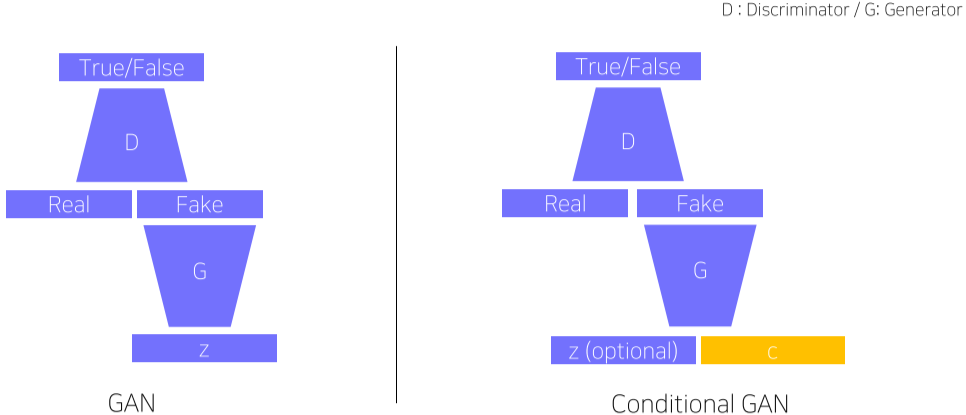 D : Discriminator / G: Generator
True/False
D
Real
Fake
G
z
GAN
True/False
D
Real
Fake
G
z (optional)
c
Conditional GAN